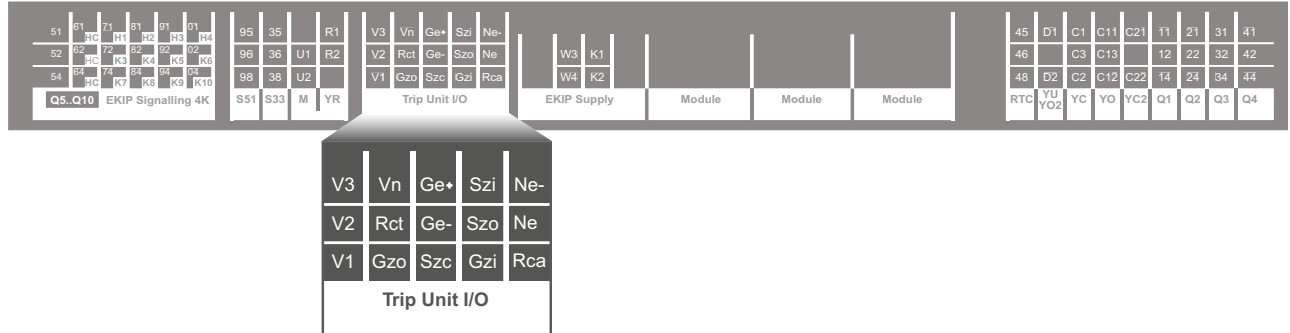 51 61 HC 71 H1 81 H2 91 H3 01 H4 95 35 R1 V3 Vn Ge+ Szi Ne- 45 D1 C1 C11 C21 11 21 31 41
52 62 HC 72 K3 82 K4 92 K5 02 K6 96 36 U1 R2 V2 Rct Ge- Szo Ne W3 K1 46 C3 C13 12 22 32 42
54 64 HC 74 K7 84 K8 94 K9 04 K10 98 38 U2 V1 Gzo Szc Gzi Rca W4 K2 48 D2 C2 C12 C22 14 24 34 44
Q5..Q10 EKIP Signalling 4K S51 S33 M YR Trip Unit I/O EKIP Supply Module Module Module RTC YU YO2 YC YO YC2 Q1 Q2 Q3 Q4
V3 Vn Ge+ Szi Ne-
V2 Rct Ge- Szo Ne
V1 Gzo Szc Gzi Rca
Trip Unit I/O